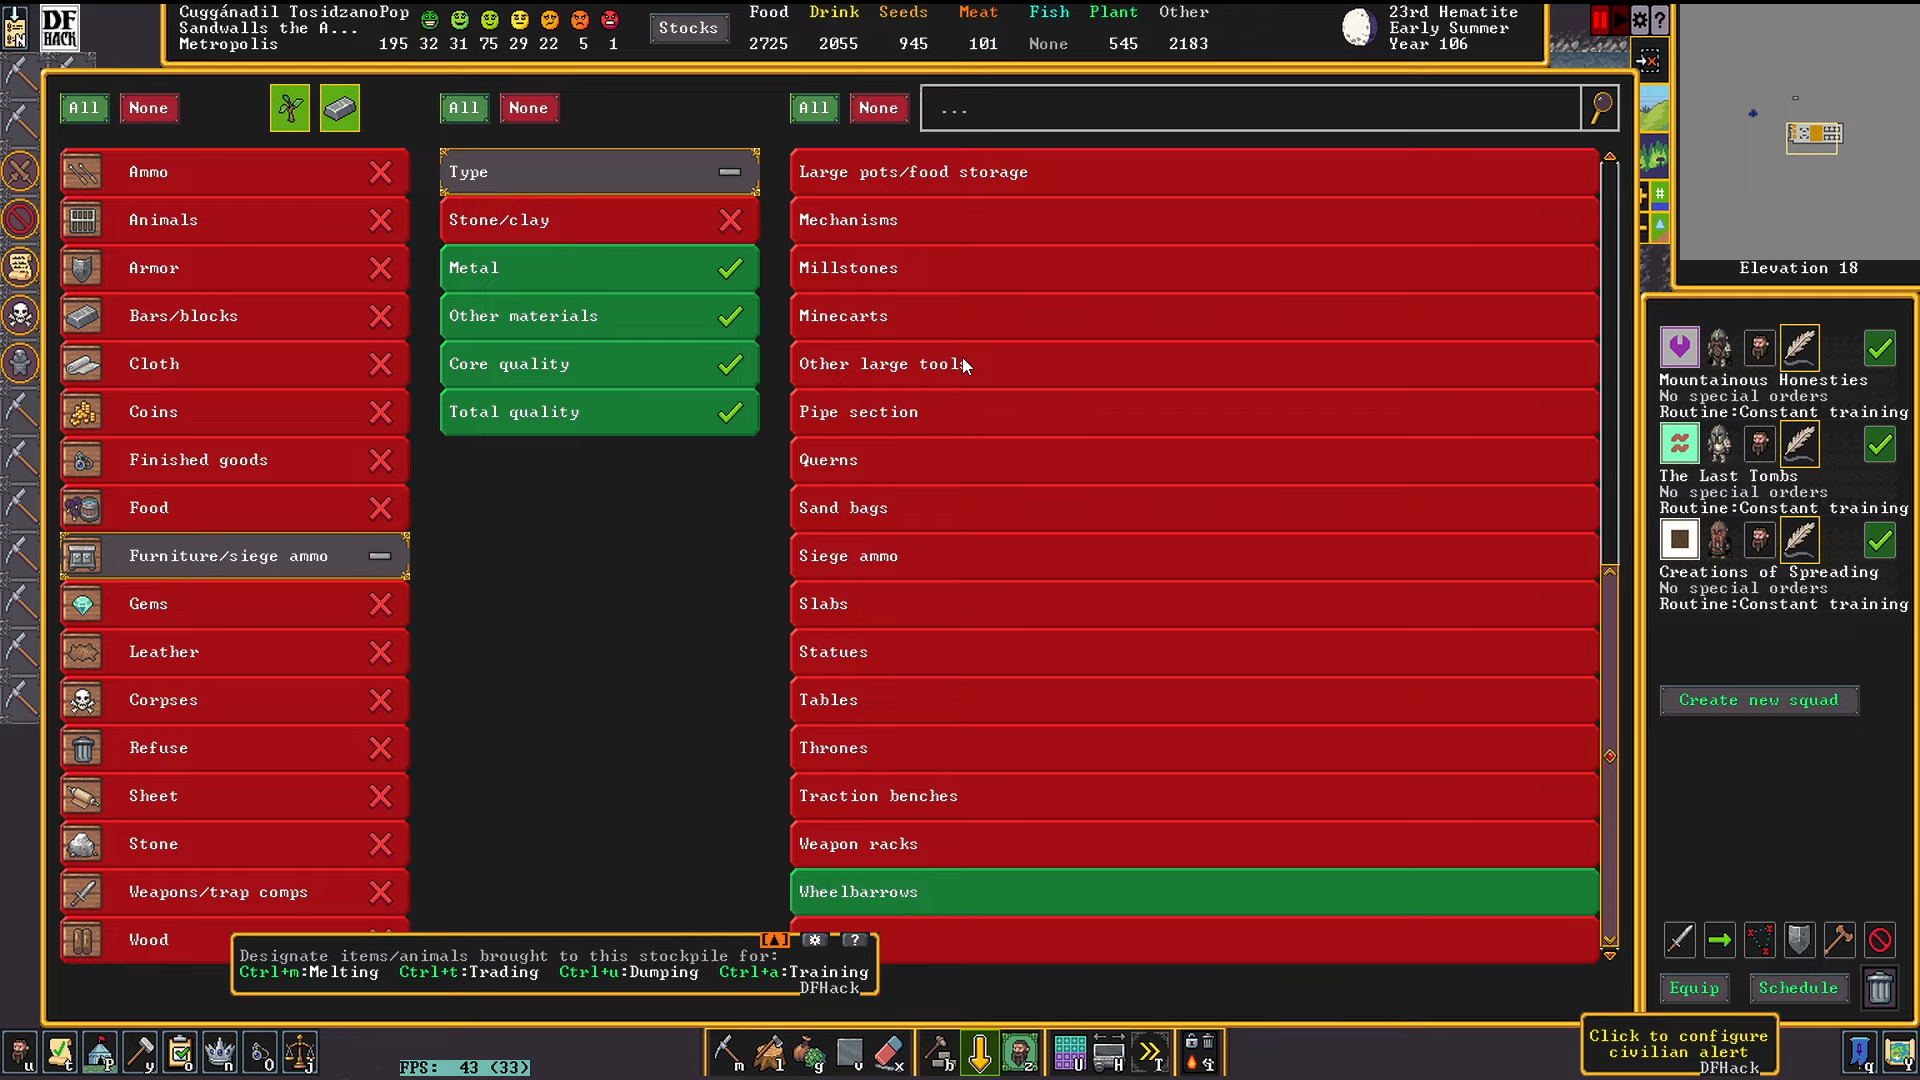 DF
HACK
Cuggánadil TosidzanoPop
Sandwalls the A...
Metropolis 195 32 31 75 29 22 5 1
Stocks
Food Drink Seeds Meat Fish Plant Other
2725 2055 945 101 None 545 2183
23rd Hematite
Early Summer
Year 106
All None All None All None ...
Ammo
Animals
Armor
Bars/blocks
Cloth
Coins
Finished goods
Food
Furniture/siege ammo
Gems
Leather
Corpses
Refuse
Sheet
Stone
Weapons/trap comps
Wood
Type
Stone/clay
Metal
Other materials
Core quality
Total quality
Large pots/food storage
Mechanisms
Millstones
Minecarts
Other large tools
Pipe section
Querns
Sand bags
Siege ammo
Slabs
Statues
Tables
Thrones
Traction benches
Weapon racks
Wheelbarrows
Designate items/animals brought to this stockpile for:
Ctrl+m:Melting Ctrl+t:Trading Ctrl+u:Dumping Ctrl+a:Training
DFHack
Elevation 18
Mountainous Honesties
No special orders
Routine:Constant training
The Last Tombs
No special orders
Routine:Constant training
Creations of Spreading
No special orders
Routine:Constant training
Create new squad
Equip Schedule
Click to configure
civilian alert
DFHack
u t P y o n O j
FPS: 43 (33)
m l g v x b z U H I i
q Y